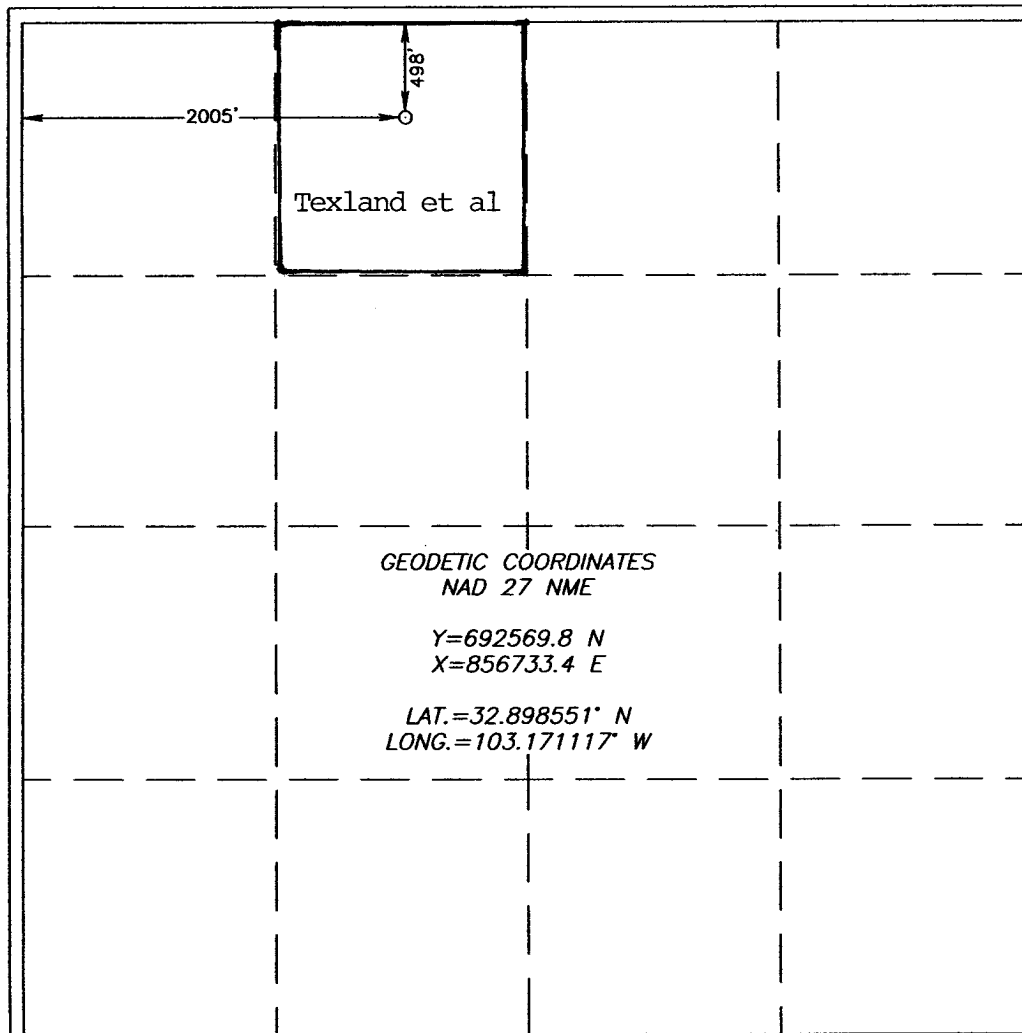 498'
2005'
Texland et al
GEODETIC COORDINATES
NAD 27 NME
Y=692569.8 N
X=856733.4 E
LAT.=32.898551° N
LONG.=103.171117° W